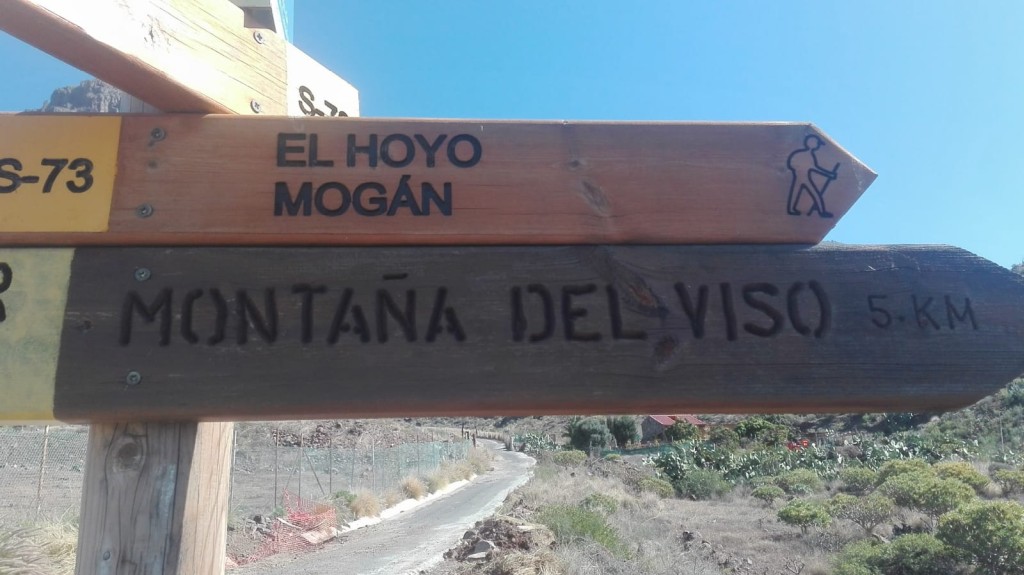 S-73
EL HOYO
MOGÁN
MONTAÑA DEL VISO 5.KM